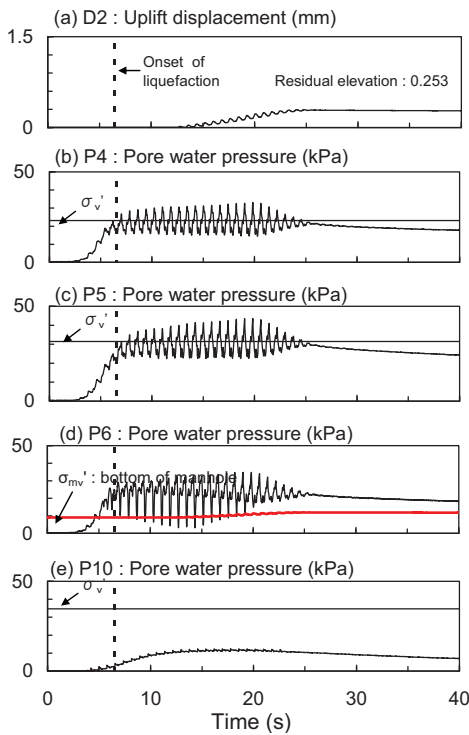 (a) D2 : Uplift displacement (mm)
1.5
Onset of
liquefaction
Residual elevation : 0.253
0
(b) P4 : Pore water pressure (kPa)
50
σv'
0
(c) P5 : Pore water pressure (kPa)
50
σv'
0
(d) P6 : Pore water pressure (kPa)
50
σmv' : bottom of manhole
0
(e) P10 : Pore water pressure (kPa)
50
σv'
0
0 10 20 30 40
Time (s)